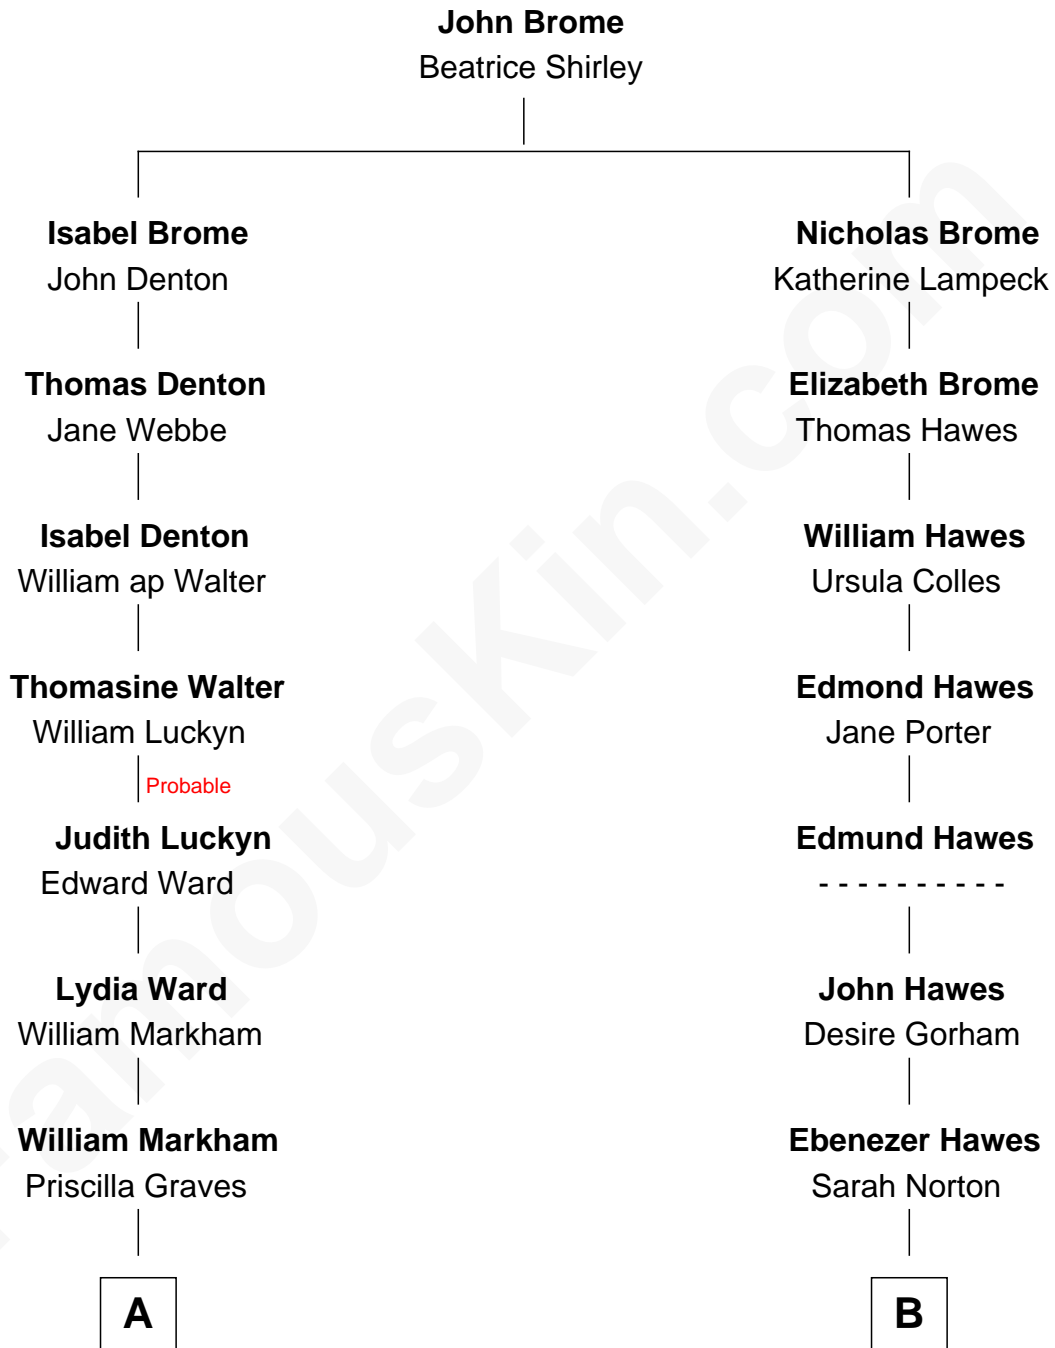 John Brome
Beatrice Shirley
Isabel Brome
John Denton
Nicholas Brome
Katherine Lampeck
Thomas Denton
Jane Webbe
Elizabeth Brome
Thomas Hawes
Isabel Denton
William ap Walter
William Hawes
Ursula Colles
Thomasine Walter
William Luckyn
Edmond Hawes
Jane Porter
Probable
Judith Luckyn
Edward Ward
Edmund Hawes
- - - - - - - - - -
Lydia Ward
William Markham
John Hawes
Desire Gorham
William Markham
Priscilla Graves
Ebenezer Hawes
Sarah Norton
A
B
FamousKin.com